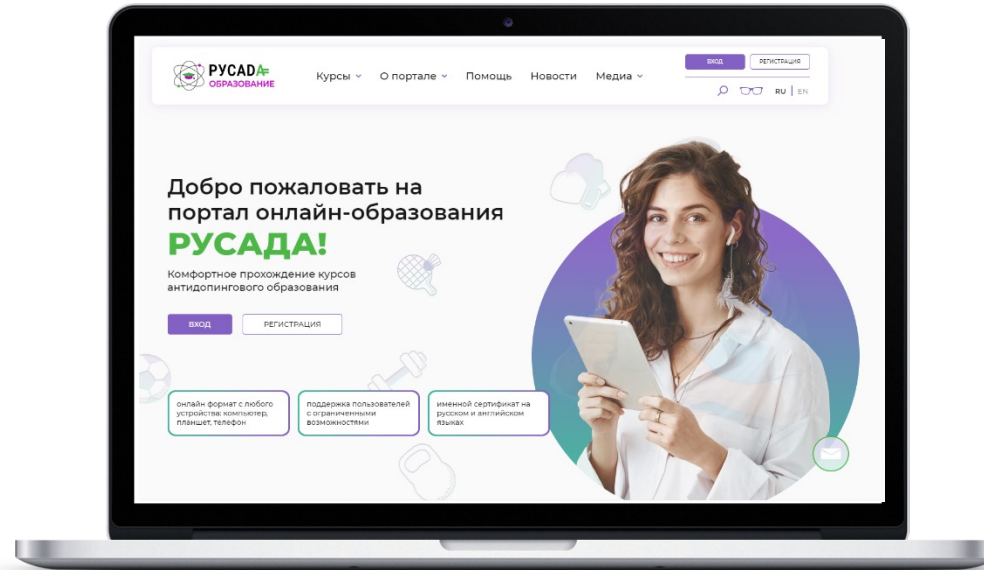 РУСАДА
ОБРАЗОВАНИЕ
Курсы
О портале
Помощь
Новости
Медиа
ВХОД
РЕГИСТРАЦИЯ
RU | EN
Добро пожаловать на
портал онлайн-образования
РУСАДА!
Комфортное прохождение курсов
антидопингового образования
ВХОД
РЕГИСТРАЦИЯ
онлайн формат с любого
устройства: компьютер,
планшет, телефон
поддержка пользователей
с ограниченными
возможностями
именной сертификат на
русском и английском
языках